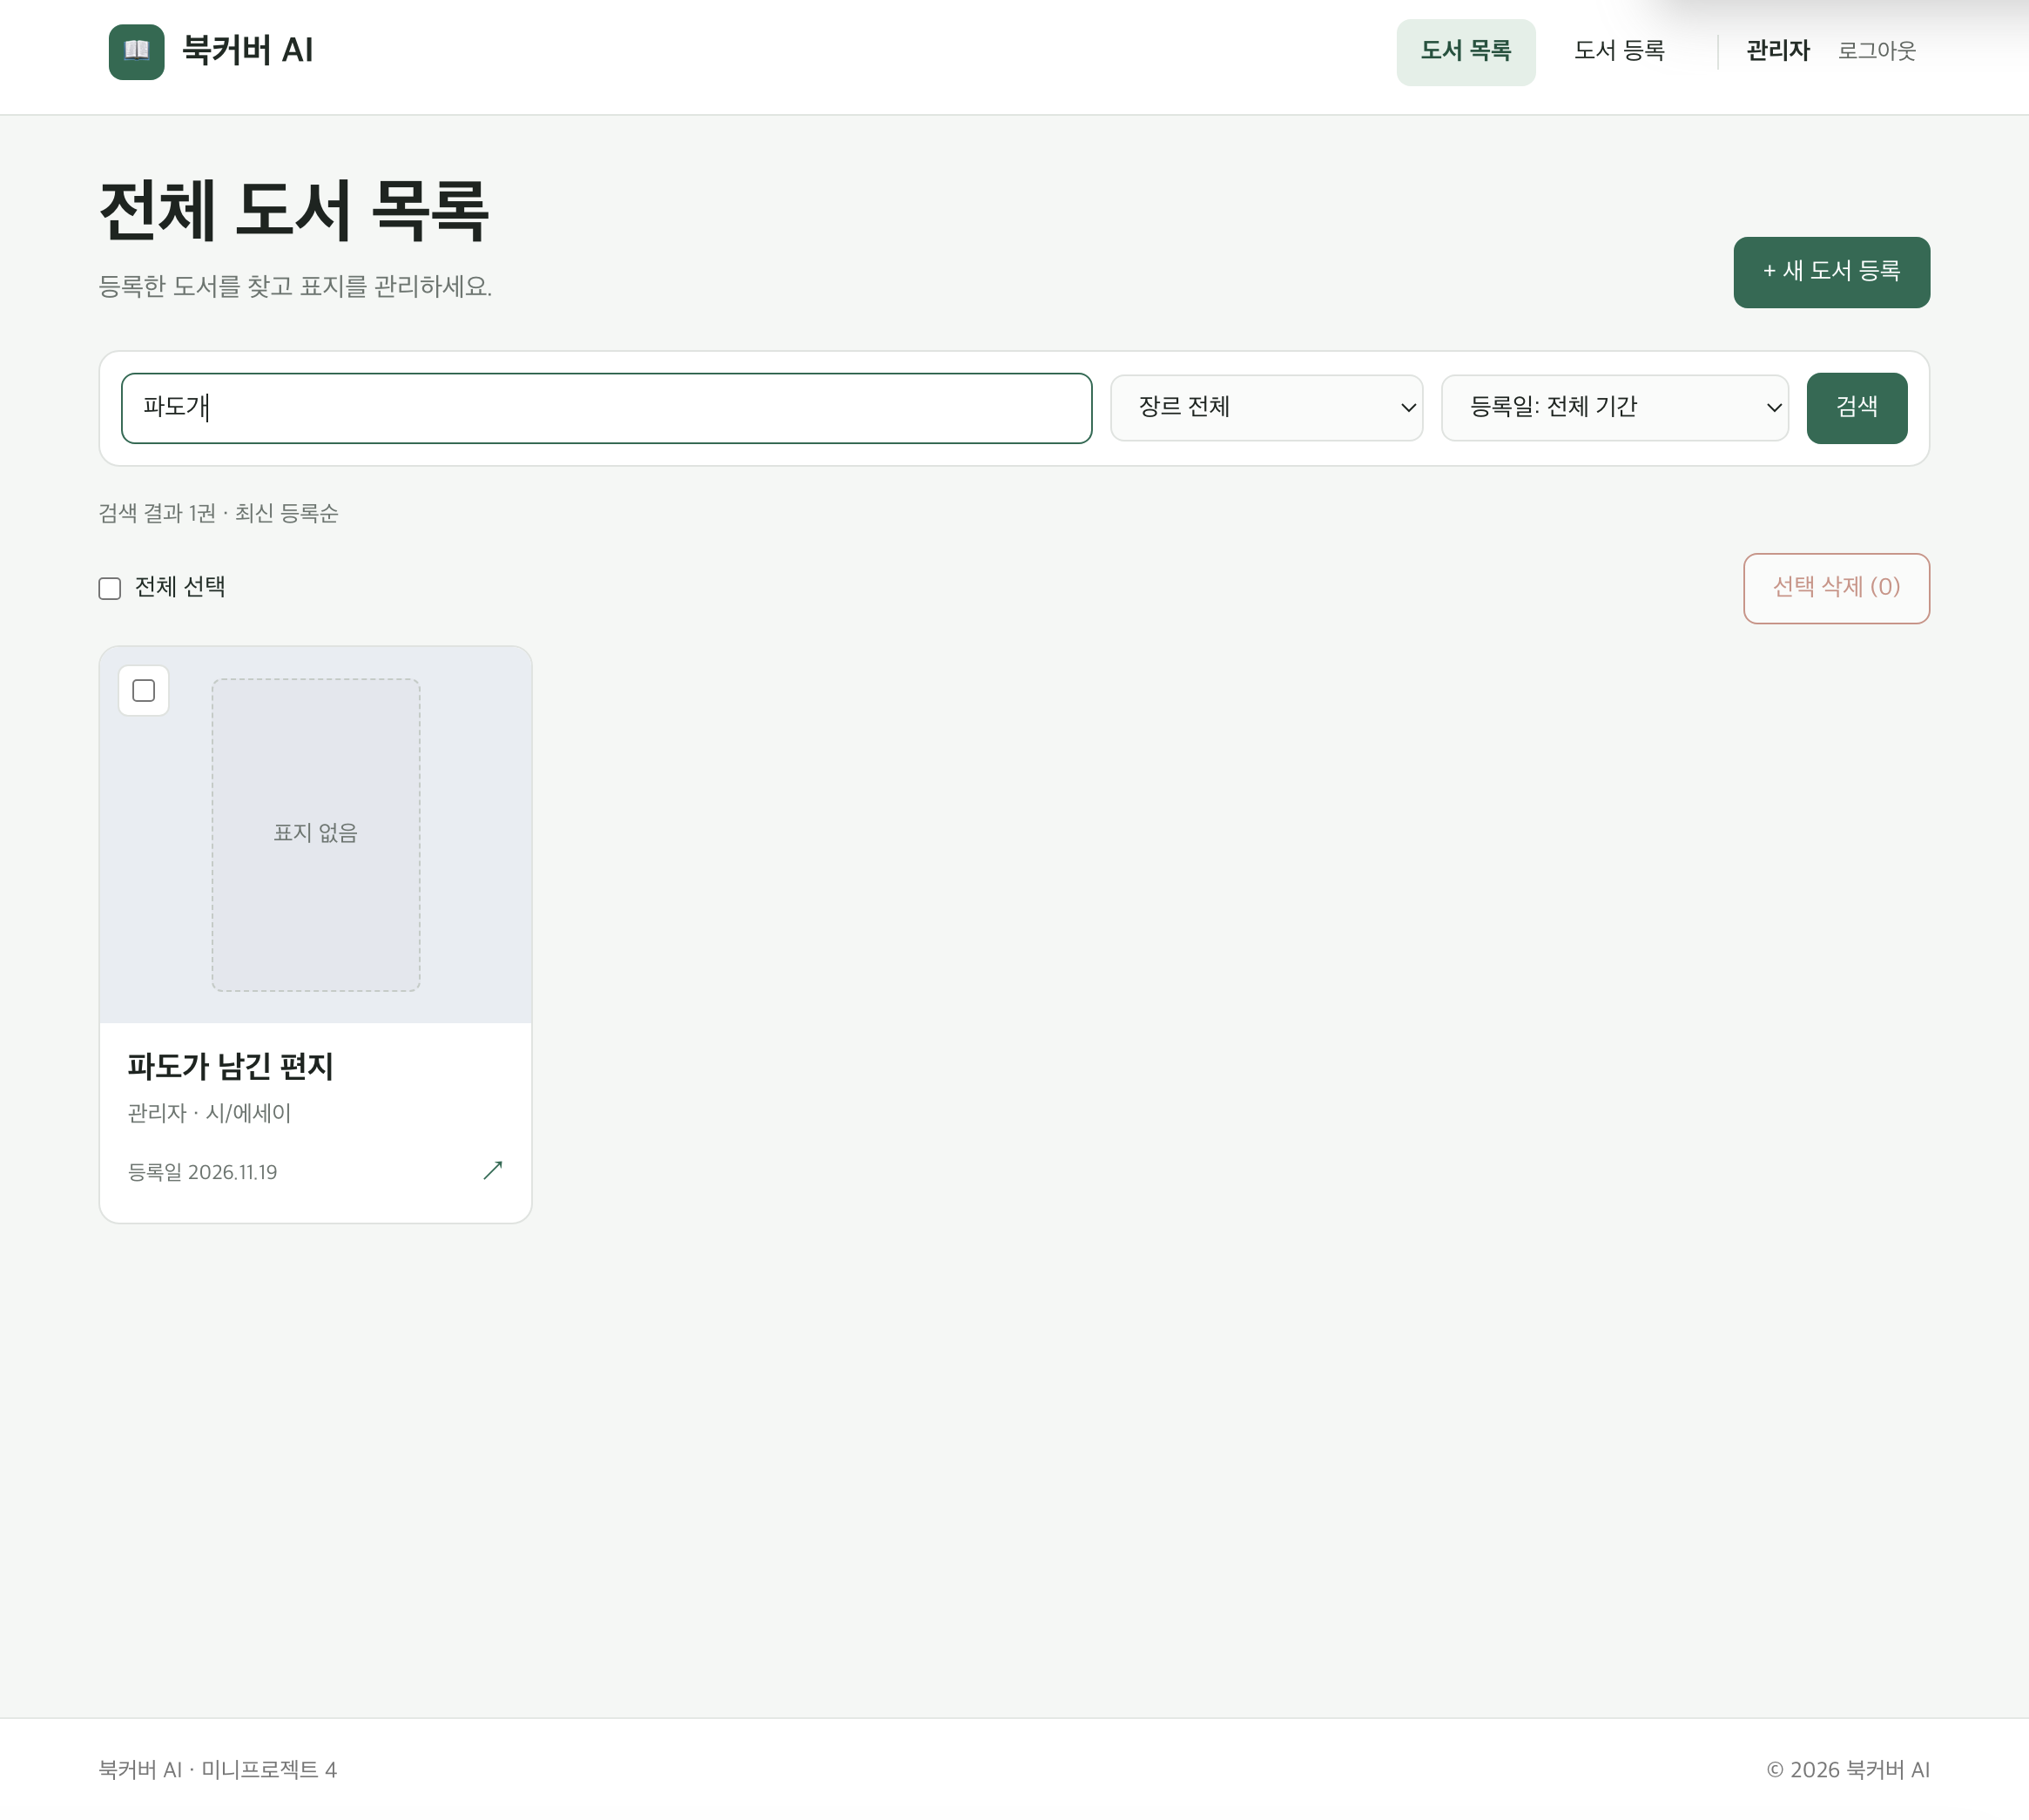 북커버 AI
도서 목록 도서 등록 관리자 로그아웃
전체 도서 목록
등록한 도서를 찾고 표지를 관리하세요.
+ 새 도서 등록
파도개
장르 전체
등록일: 전체 기간
검색
검색 결과 1권 · 최신 등록순
전체 선택
선택 삭제 (0)
표지 없음
파도가 남긴 편지
관리자 · 시/에세이
등록일 2026.11.19
북커버 AI · 미니프로젝트 4
© 2026 북커버 AI